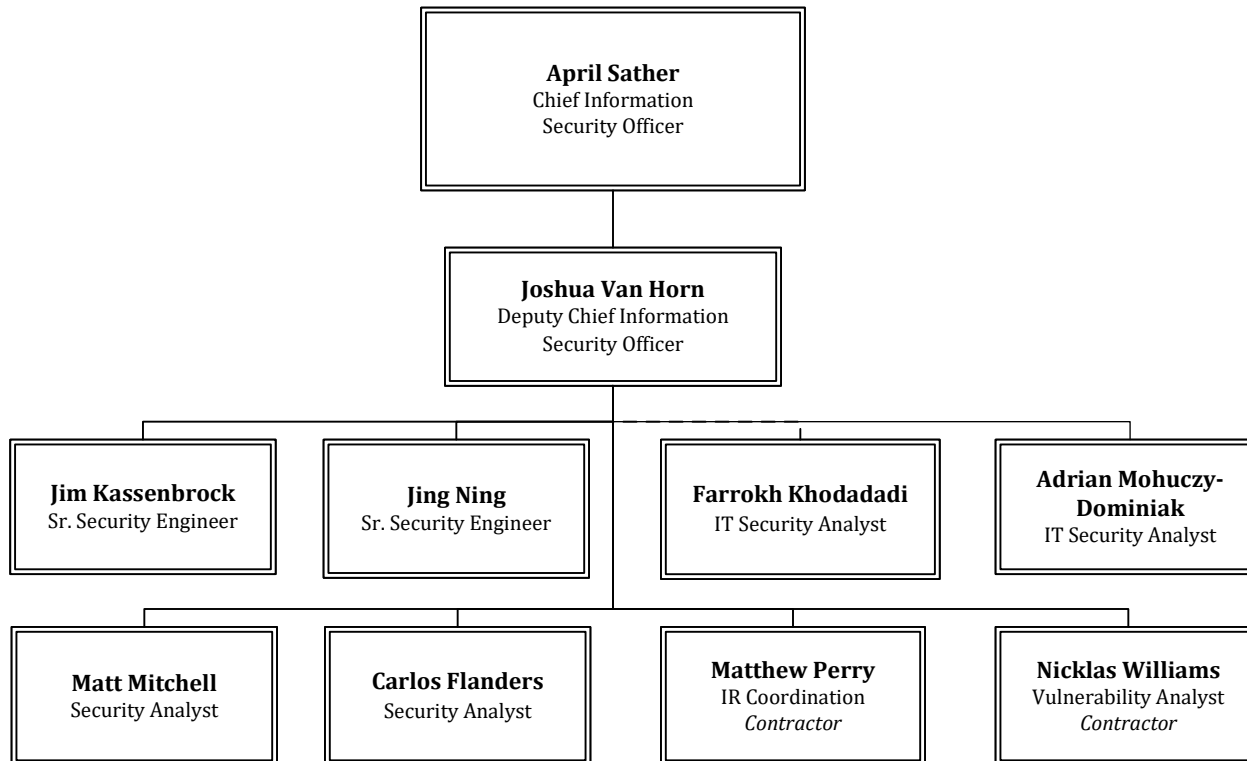 April Sather
Chief Information
Security Officer
Joshua Van Horn
Deputy Chief Information
Security Officer
Jim Kassenbrock
Sr. Security Engineer
Jing Ning
Sr. Security Engineer
Farrokh Khodadadi
IT Security Analyst
Adrian Mohuczy-
Dominiak
IT Security Analyst
Matt Mitchell
Security Analyst
Carlos Flanders
Security Analyst
Matthew Perry
IR Coordination
Contractor
Nicklas Williams
Vulnerability Analyst
Contractor